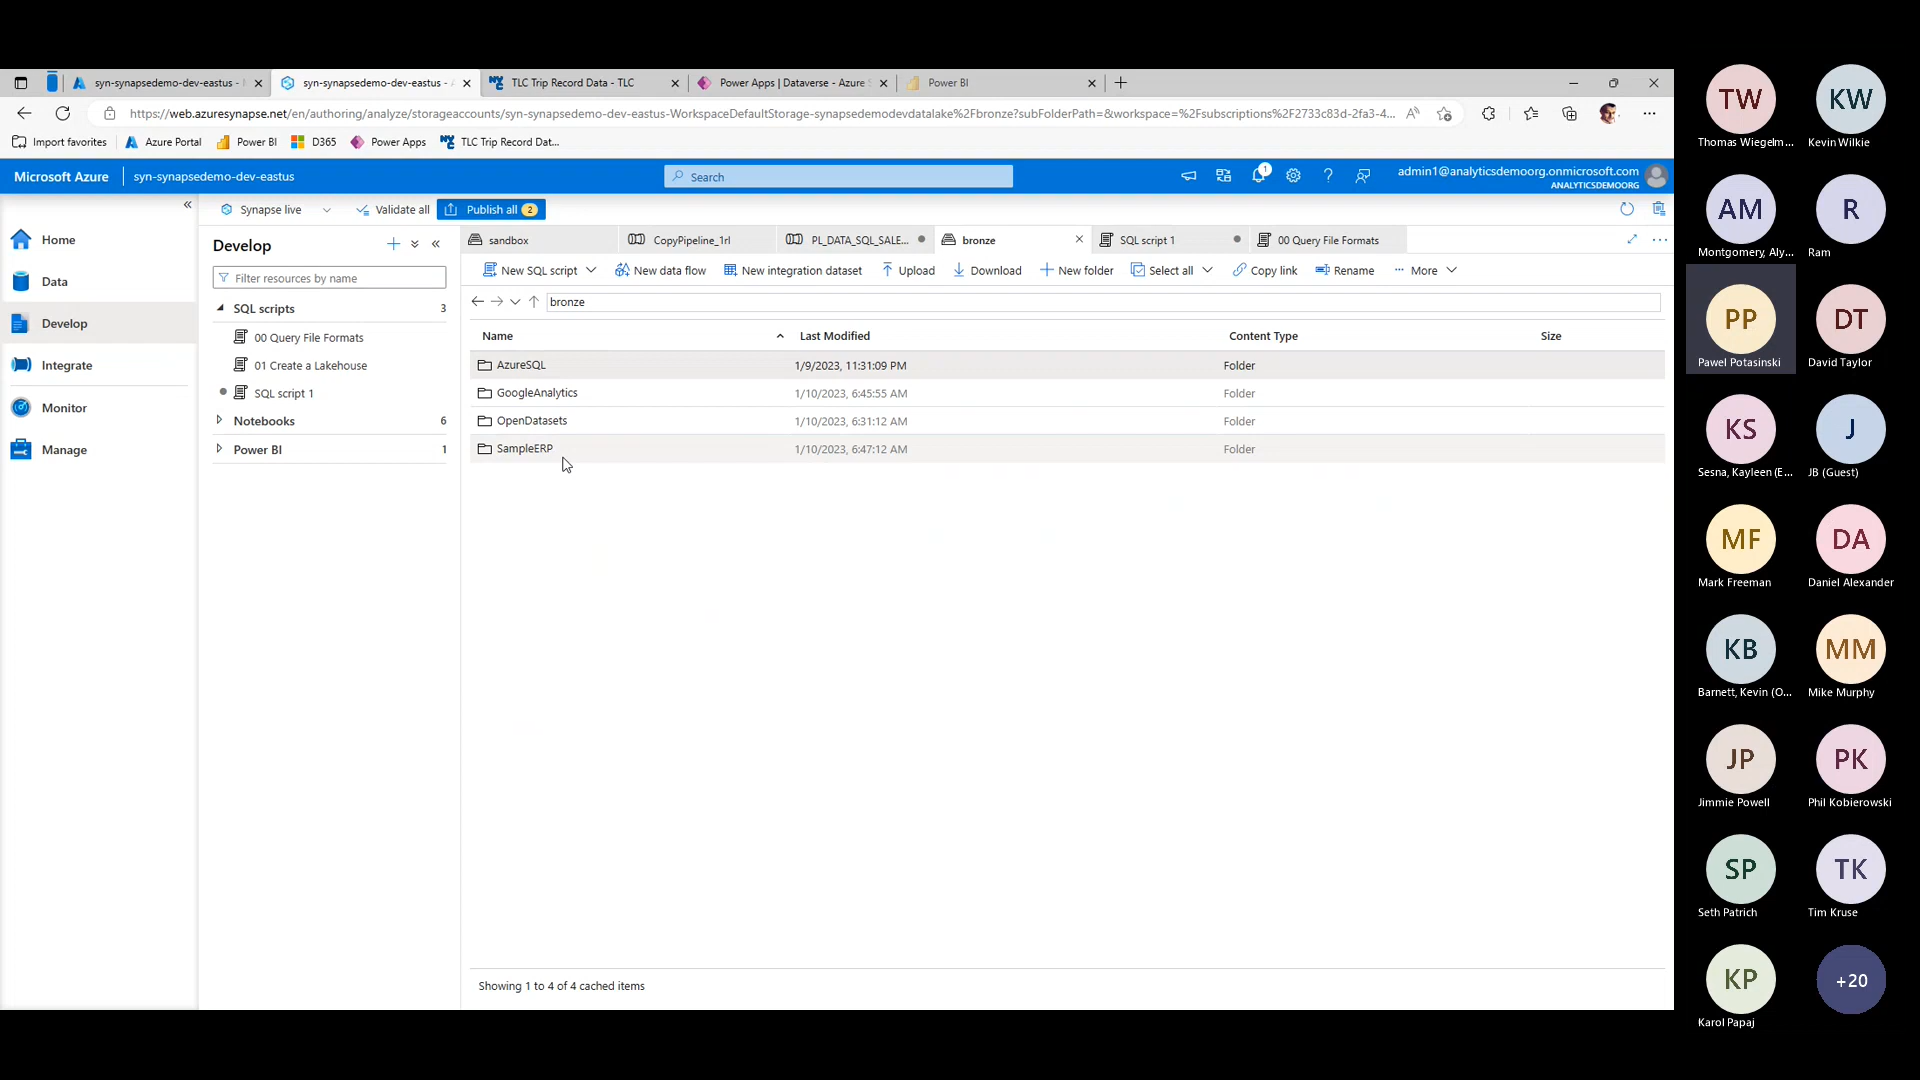 syn-synapsedemo-dev-eastus -
syn-synapsedemo-dev-eastus -
TLC Trip Record Data - TLC
Power Apps | Dataverse - Azure
Power BI
https://web.azuresynapse.net/en/authoring/analyze/storageaccounts/syn-synapsedemo-dev-eastus-WorkspaceDefaultStorage-synapsedemodevdatalake%2Fbronze?subFolderPath=&workspace=%2Fsubscriptions%2F2733c83d-2fa3-4...
Import favorites
Azure Portal
Power BI
D365
Power Apps
TLC Trip Record Dat...
Microsoft Azure
syn-synapsedemo-dev-eastus
Search
1
admin1@analyticsdemoorg.onmicrosoft.com
ANALYTICSDEMOORG
Synapse live
Validate all
Publish all 2
Home
Data
Develop
Integrate
Monitor
Manage
Develop
Filter resources by name
SQL scripts 3
00 Query File Formats
01 Create a Lakehouse
SQL script 1
Notebooks 6
Power BI 1
sandbox
CopyPipeline_1rl
PL_DATA_SQL_SALE...
bronze
SQL script 1
00 Query File Formats
New SQL script
New data flow
New integration dataset
Upload
Download
New folder
Select all
Copy link
Rename
More
bronze
Name Last Modified Content Type Size
AzureSQL 1/9/2023, 11:31:09 PM Folder
GoogleAnalytics 1/10/2023, 6:45:55 AM Folder
OpenDatasets 1/10/2023, 6:31:12 AM Folder
SampleERP 1/10/2023, 6:47:12 AM Folder
Showing 1 to 4 of 4 cached items
TW KW
Thomas Wiegelm... Kevin Wilkie
AM R
Montgomery, Aly... Ram
PP DT
Pawel Potasinski David Taylor
KS J
Sesna, Kayleen (E... JB (Guest)
MF DA
Mark Freeman Daniel Alexander
KB MM
Barnett, Kevin (O... Mike Murphy
JP PK
Jimmie Powell Phil Kobierowski
SP TK
Seth Patrich Tim Kruse
KP +20
Karol Papaj